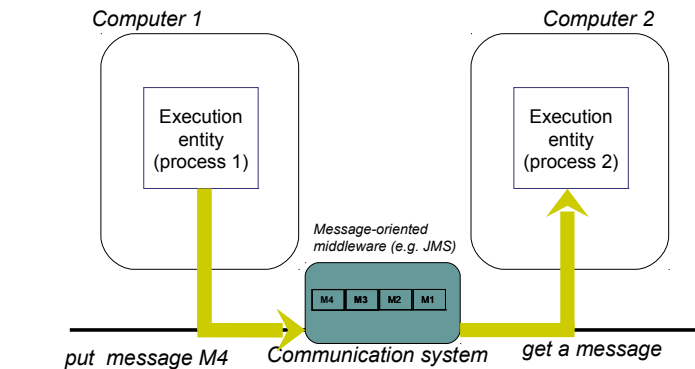 Computer 1
Computer 2
Execution
entity
(process 1)
Execution
entity
(process 2)
Message-oriented
middleware (e.g. JMS)
M4 M3 M2 M1
put message M4
Communication system
get a message